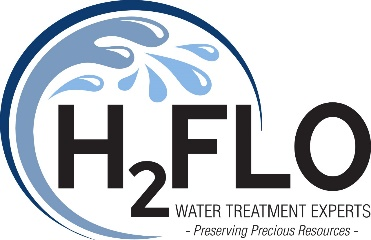 H2FLO
WATER TREATMENT EXPERTS
- Preserving Precious Resources -